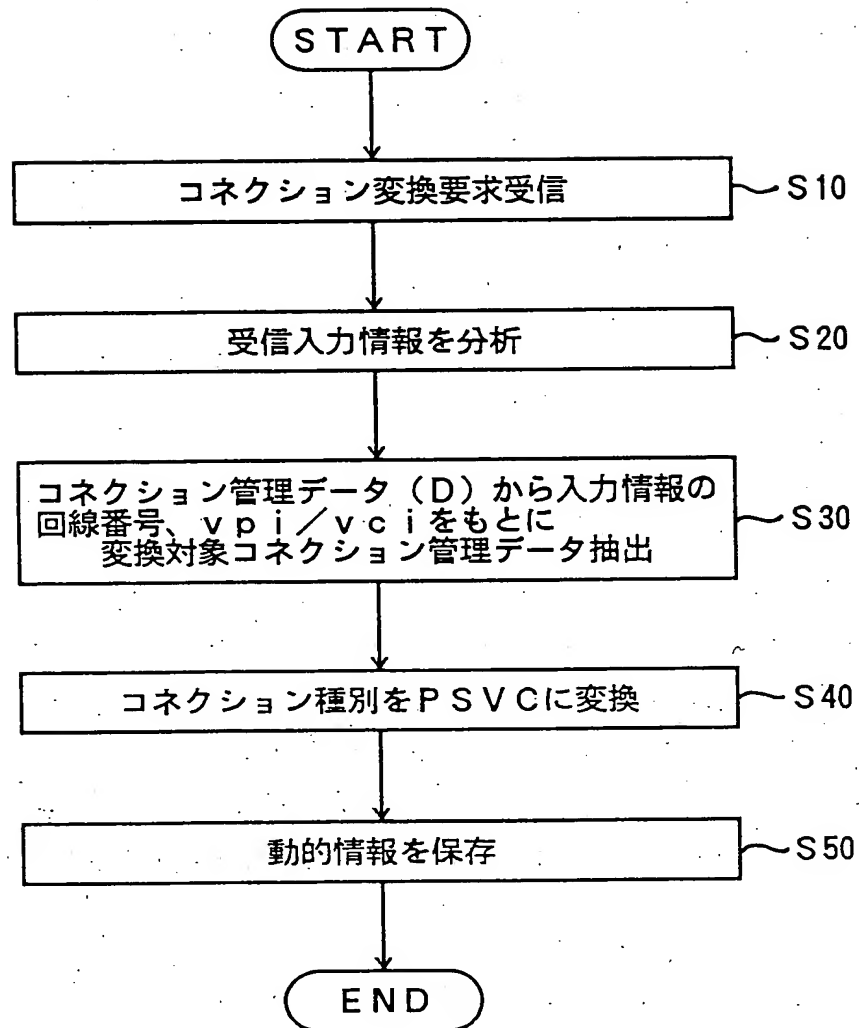 START
コネクション変換要求受信
S10
受信入力情報を分析
S20
コネクション管理データ（D）から入力情報の
回線番号、vpi／vciをもとに
変換対象コネクション管理データ抽出
S30
コネクション種別をPSVCに変換
S40
動的情報を保存
S50
END